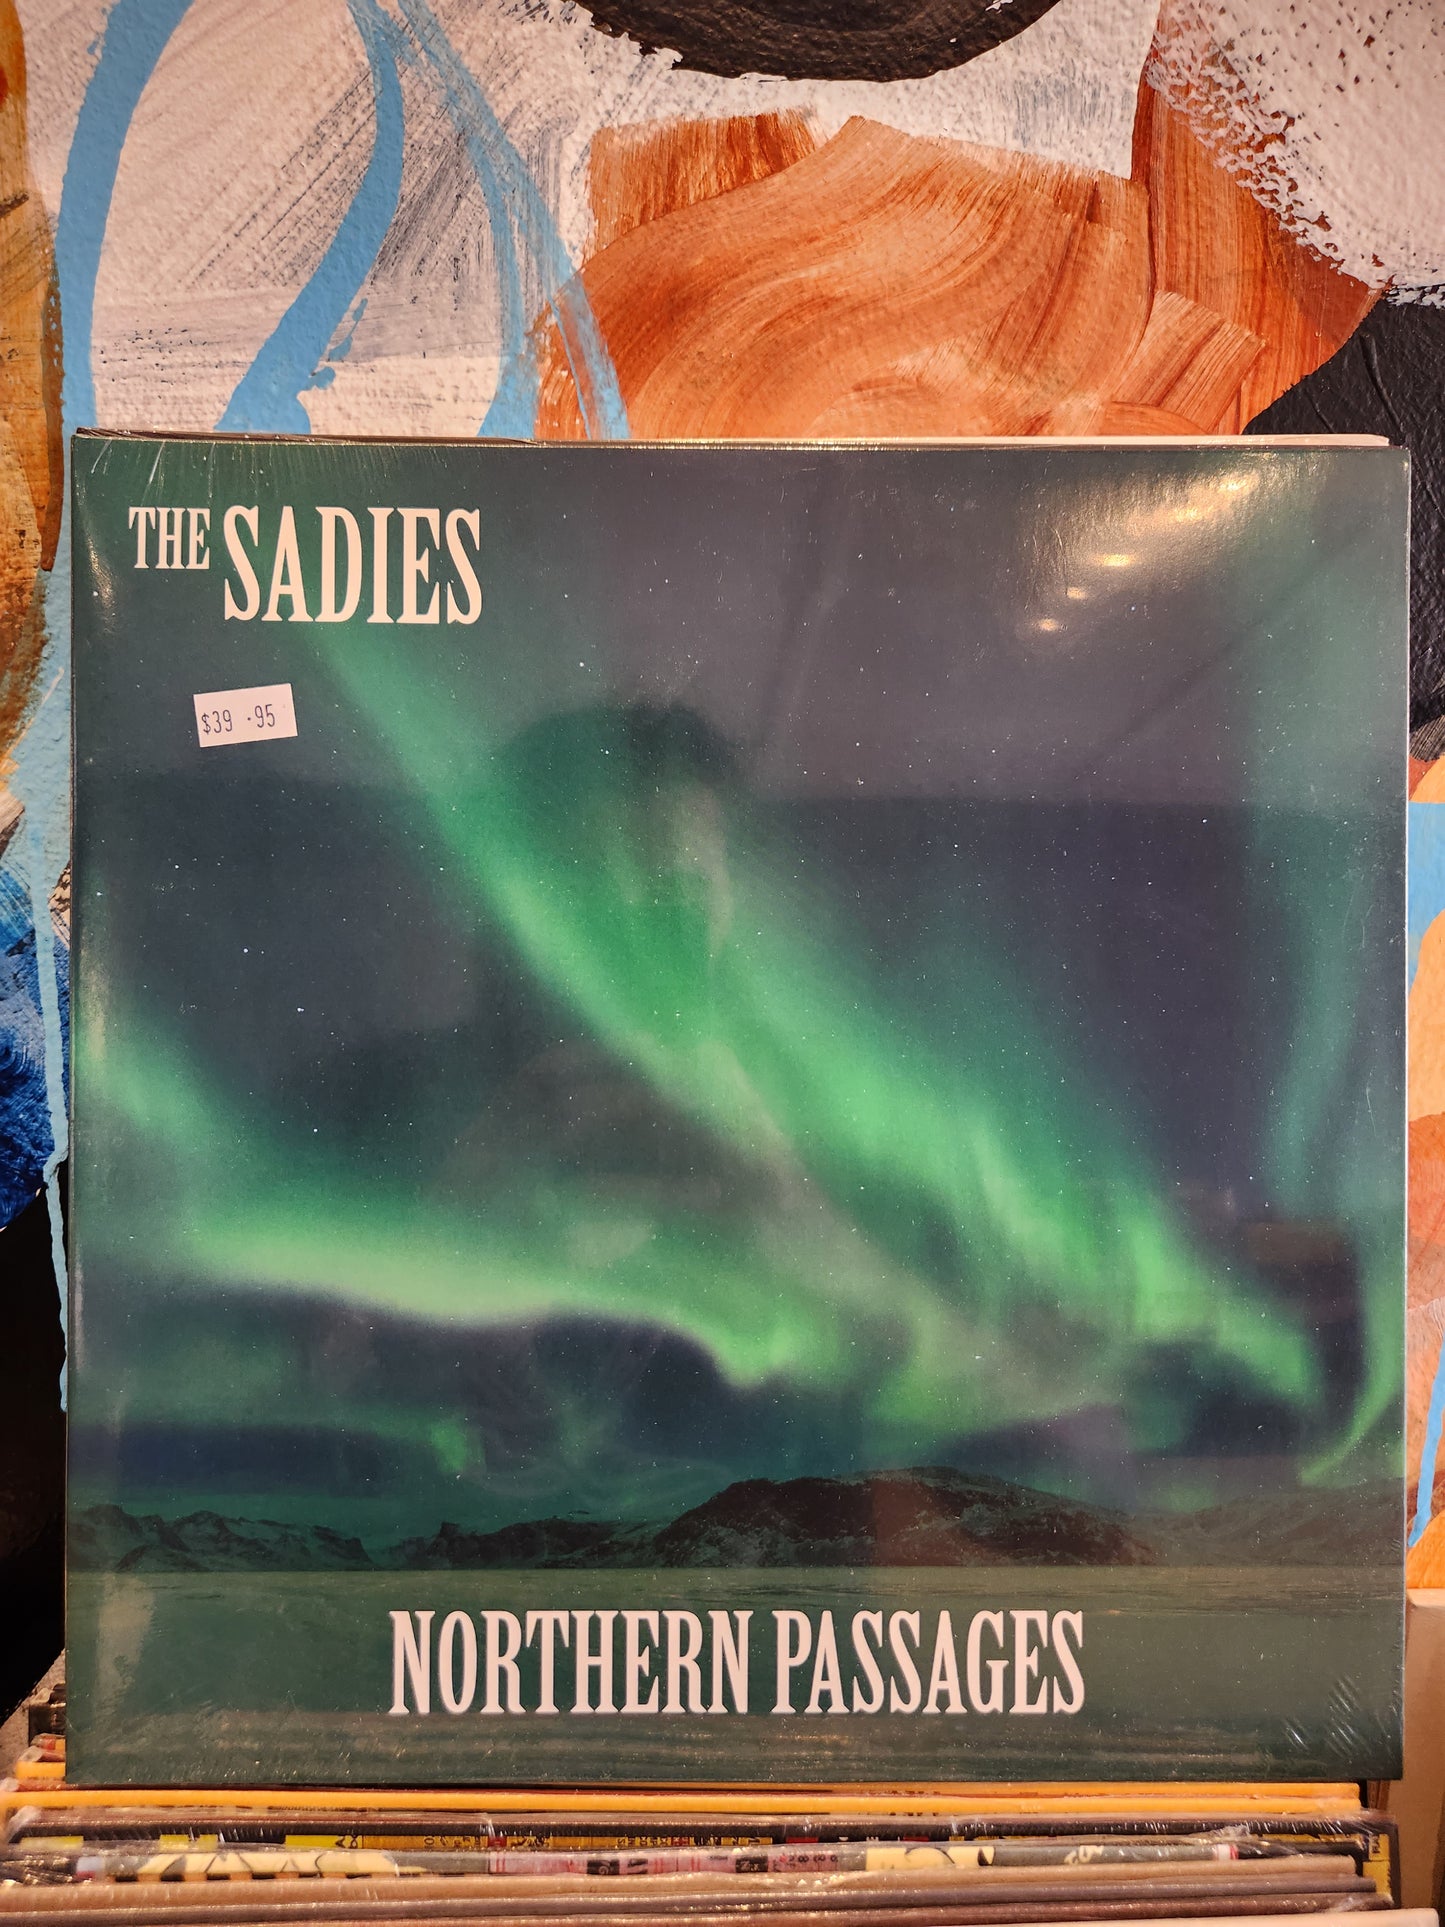 THE SADIES
$39.95
NORTHERN PASSAGES